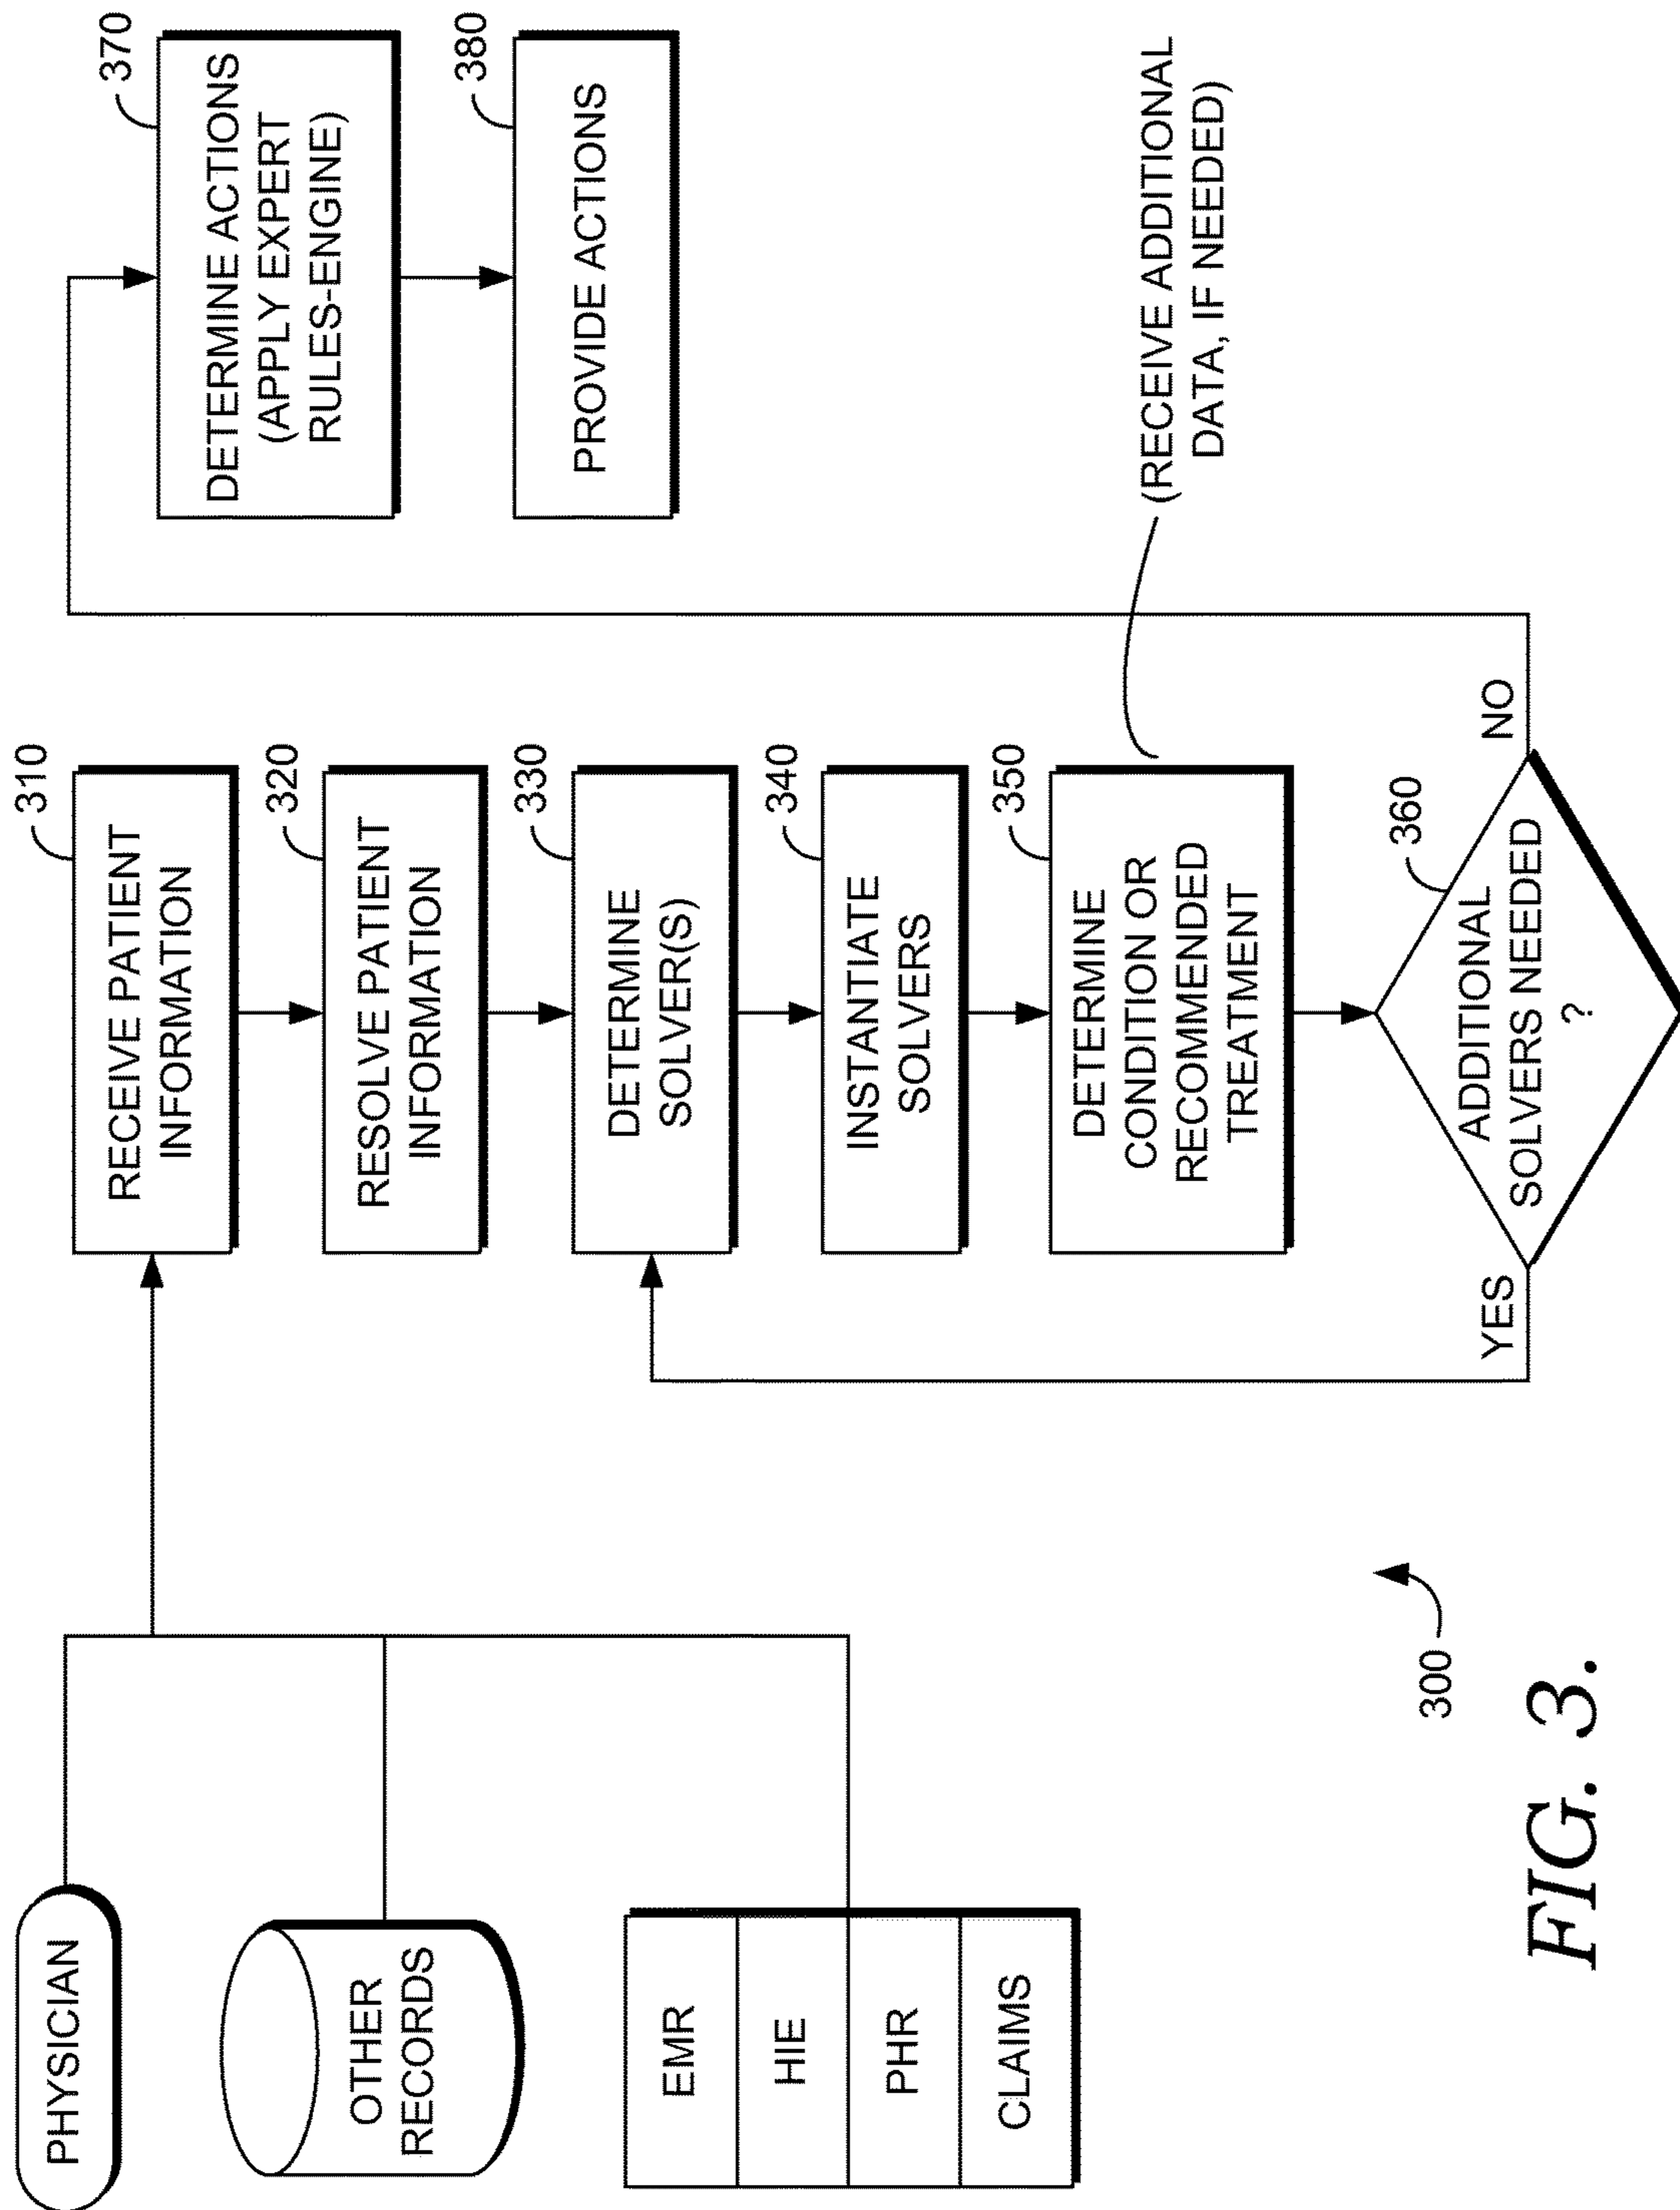 PHYSICIAN
OTHER
RECORDS
EMR
HIE
PHR
CLAIMS
310
RECEIVE PATIENT
INFORMATION
320
RESOLVE PATIENT
INFORMATION
330
DETERMINE
SOLVER(S)
340
INSTANTIATE
SOLVERS
350
DETERMINE
CONDITION OR
RECOMMENDED
TREATMENT
(RECEIVE ADDITIONAL
DATA, IF NEEDED)
360
ADDITIONAL
SOLVERS NEEDED
?
YES
NO
370
DETERMINE ACTIONS
(APPLY EXPERT
RULES-ENGINE)
380
PROVIDE ACTIONS
300
FIG. 3.